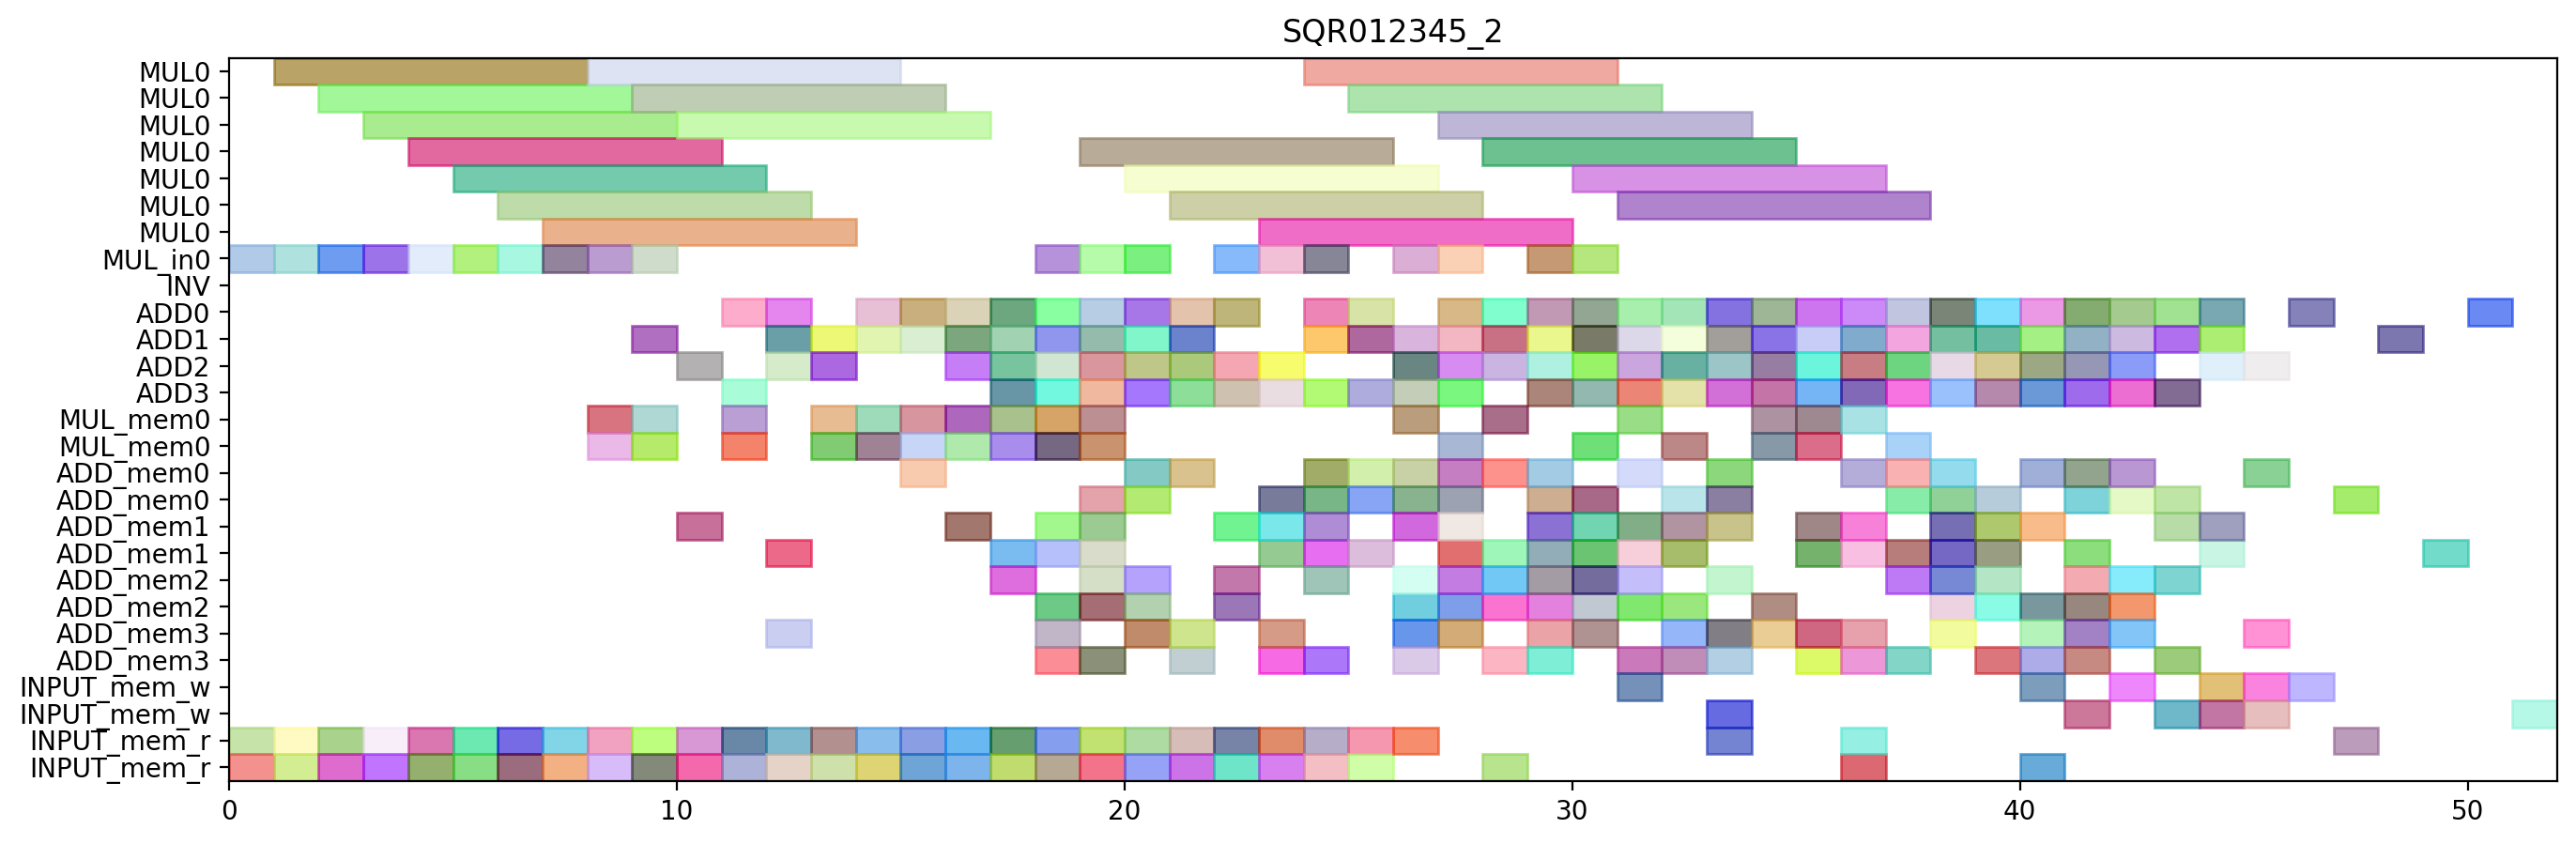 SQR012345_2
MUL0
MUL0
MUL0
MUL0
MUL0
MUL0
MUL0
MUL_in0
INV
ADD0
ADD1
ADD2
ADD3
MUL_mem0
MUL_mem0
ADD_mem0
ADD_mem0
ADD_mem1
ADD_mem1
ADD_mem2
ADD_mem2
ADD_mem3
ADD_mem3
INPUT_mem_w
INPUT_mem_w
INPUT_mem_r
INPUT_mem_r
0 10 20 30 40 50